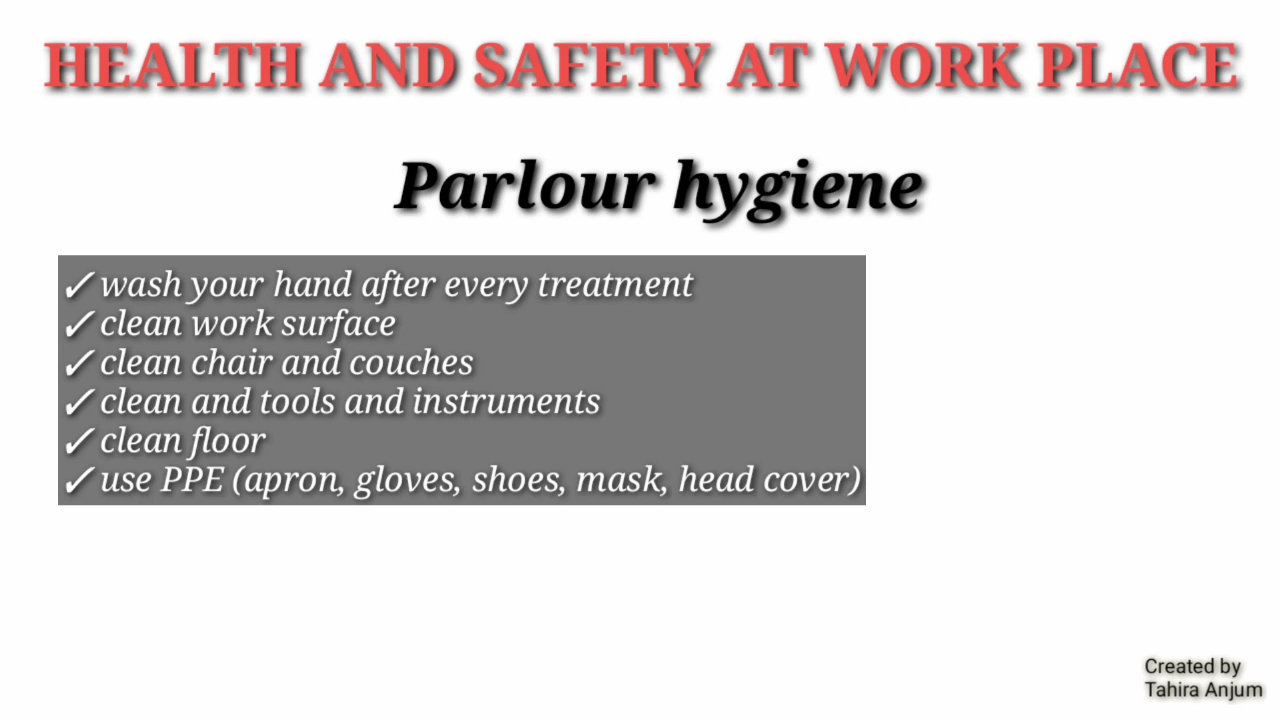 HEALTH AND SAFETY AT WORK PLACE
Parlour hygiene
✓ wash your hand after every treatment
✓ clean work surface
✓ clean chair and couches
✓ clean and tools and instruments
✓ clean floor
✓ use PPE (apron, gloves, shoes, mask, head cover)
Created by
Tahira Anjum